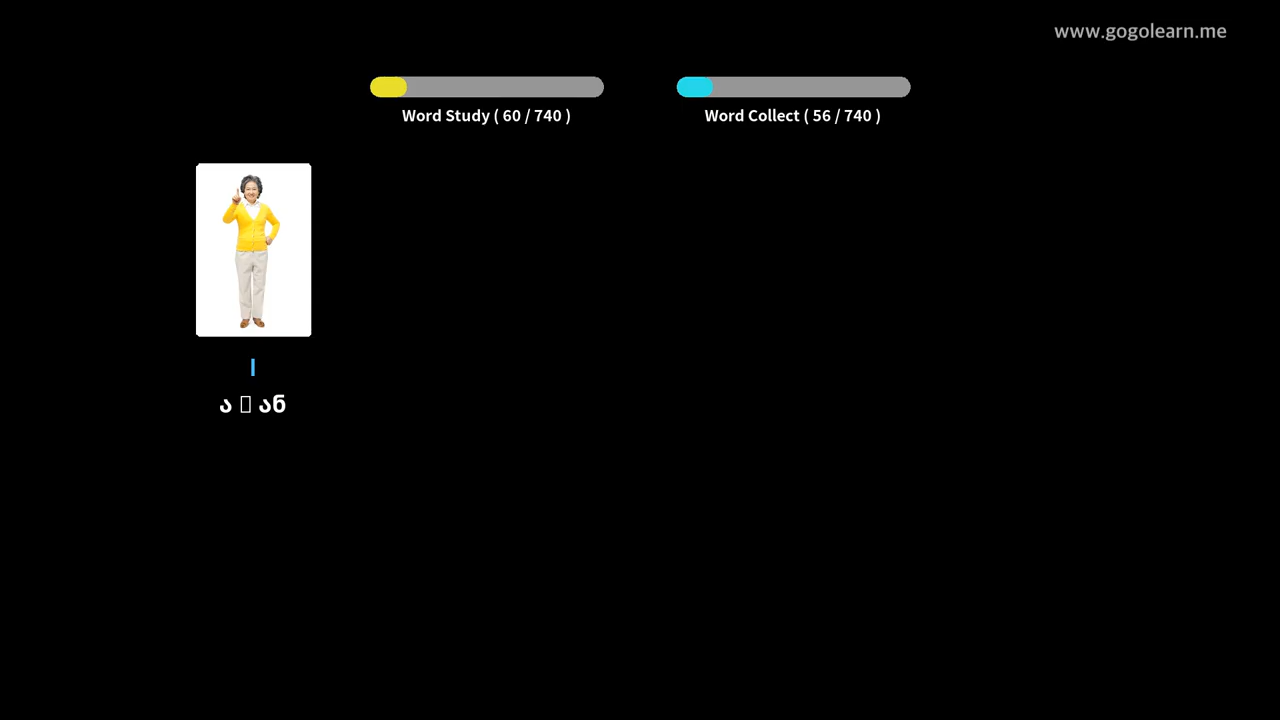 www.gogolearn.me
Word Study ( 60 / 740 )
Word Collect ( 56 / 740 )
I
ა ▯ ან